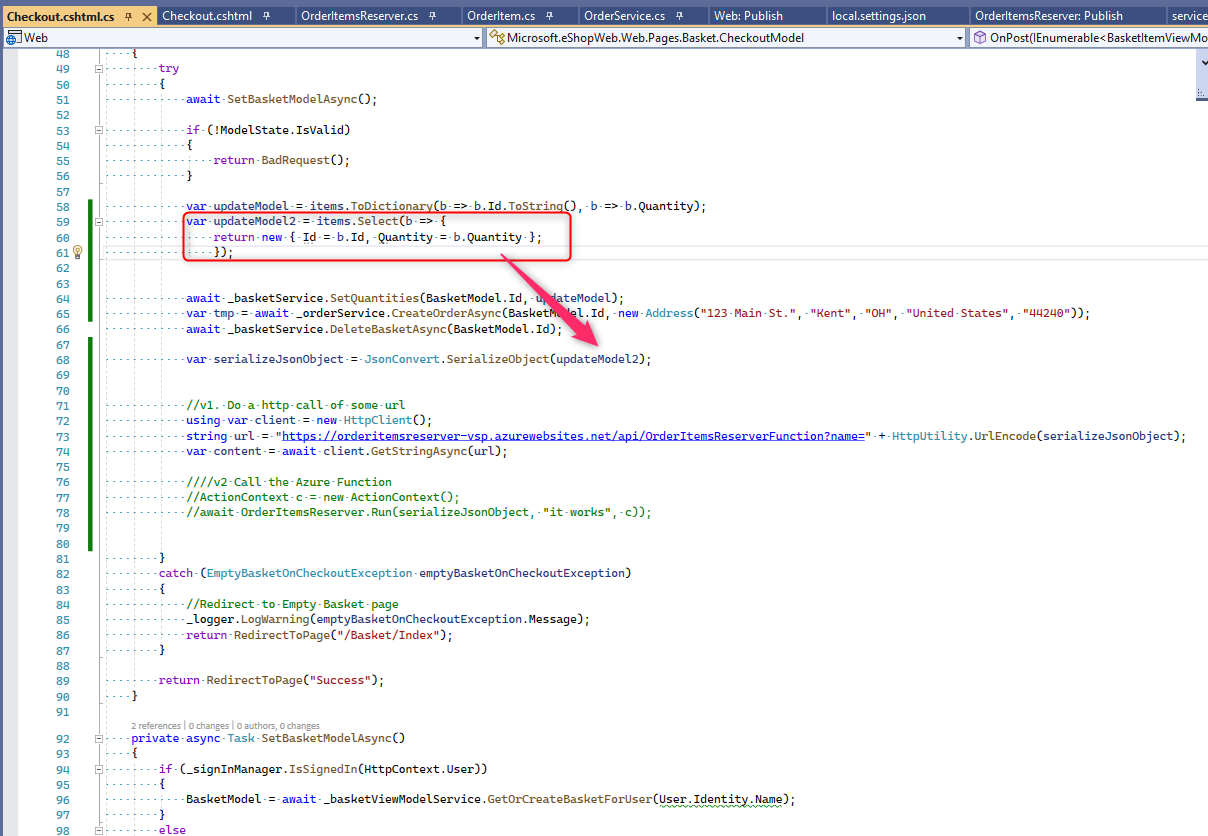 Checkout.cshtml.cs Checkout.cshtml OrderItemsReserver.cs OrderItem.cs OrderService.cs Web: Publish local.settings.json OrderItemsReserver: Publish service
Web Microsoft.eShopWeb.Web.Pages.Basket.CheckoutModel OnPost(IEnumerable<BasketItemViewMo
48 {
49 try
50 {
51 await SetBasketModelAsync();
52
53 if (!ModelState.IsValid)
54 {
55 return BadRequest();
56 }
57
58 var updateModel = items.ToDictionary(b => b.Id.ToString(), b => b.Quantity);
59 var updateModel2 = items.Select(b => {
60 return new { Id = b.Id, Quantity = b.Quantity };
61 });
62
63
64 await _basketService.SetQuantities(BasketModel.Id, updateModel);
65 var tmp = await _orderService.CreateOrderAsync(BasketModel.Id, new Address("123 Main St.", "Kent", "OH", "United States", "44240"));
66 await _basketService.DeleteBasketAsync(BasketModel.Id);
67
68 var serializeJsonObject = JsonConvert.SerializeObject(updateModel2);
69
70
71 //v1. Do a http call of some url
72 using var client = new HttpClient();
73 string url = "https://orderitemsreserver-vsp.azurewebsites.net/api/OrderItemsReserverFunction?name=" + HttpUtility.UrlEncode(serializeJsonObject);
74 var content = await client.GetStringAsync(url);
75
76 ////v2 Call the Azure Function
77 //ActionContext c = new ActionContext();
78 //await OrderItemsReserver.Run(serializeJsonObject, "it works", c));
79
80
81 }
82 catch (EmptyBasketOnCheckoutException emptyBasketOnCheckoutException)
83 {
84 //Redirect to Empty Basket page
85 _logger.LogWarning(emptyBasketOnCheckoutException.Message);
86 return RedirectToPage("/Basket/Index");
87 }
88
89 return RedirectToPage("Success");
90 }
91
2 references | 0 changes | 0 authors, 0 changes
92 private async Task SetBasketModelAsync()
93 {
94 if (_signInManager.IsSignedIn(HttpContext.User))
95 {
96 BasketModel = await _basketViewModelService.GetOrCreateBasketForUser(User.Identity.Name);
97 }
98 else